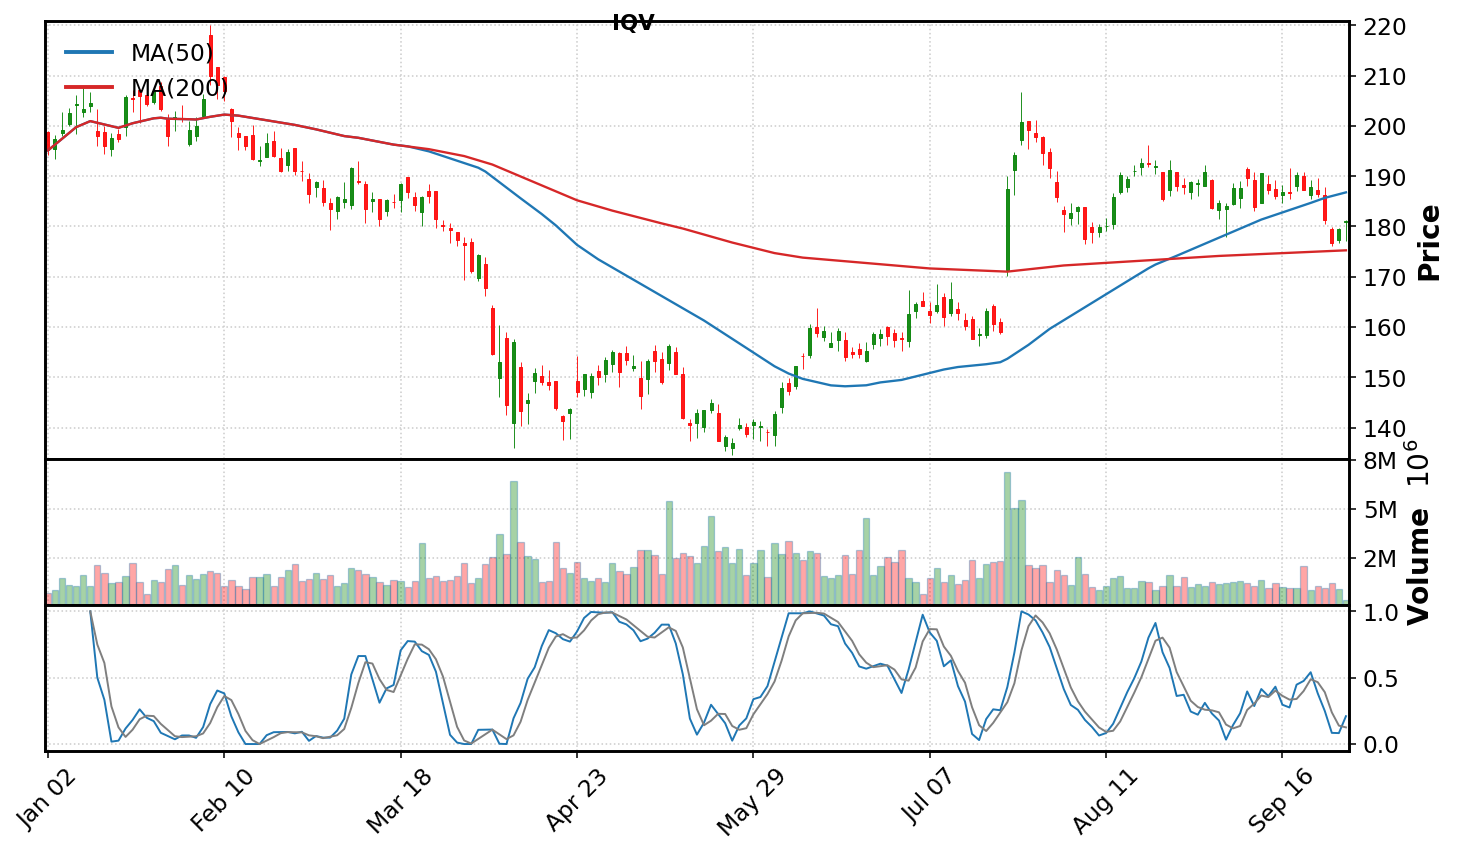 IQV
MA(50)
MA(200)
220
210
200
190
180
170
160
150
140
Price
8M
5M
2M
Volume 10^6
1.0
0.5
0.0
Jan 02
Feb 10
Mar 18
Apr 23
May 29
Jul 07
Aug 11
Sep 16